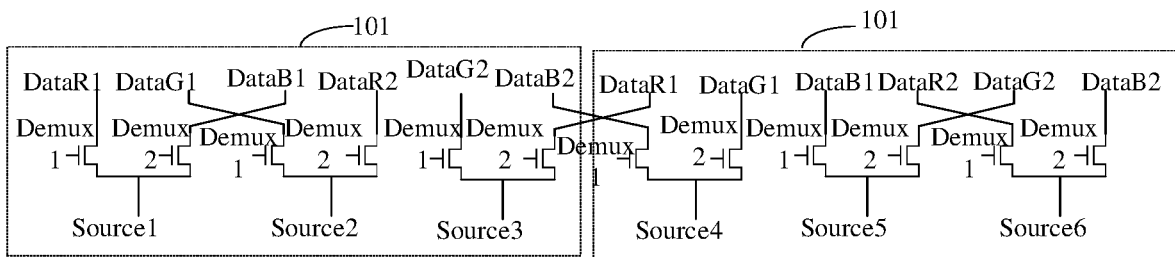 101 101
DataR1 DataG1 DataB1 DataR2 DataG2 DataB2 DataR1 DataG1 DataB1 DataR2 DataG2 DataB2
Demux Demux Demux Demux Demux Demux Demux Demux Demux Demux Demux Demux
1 2 1 2 1 2 1 2 1 2 1 2
Source1 Source2 Source3 Source4 Source5 Source6